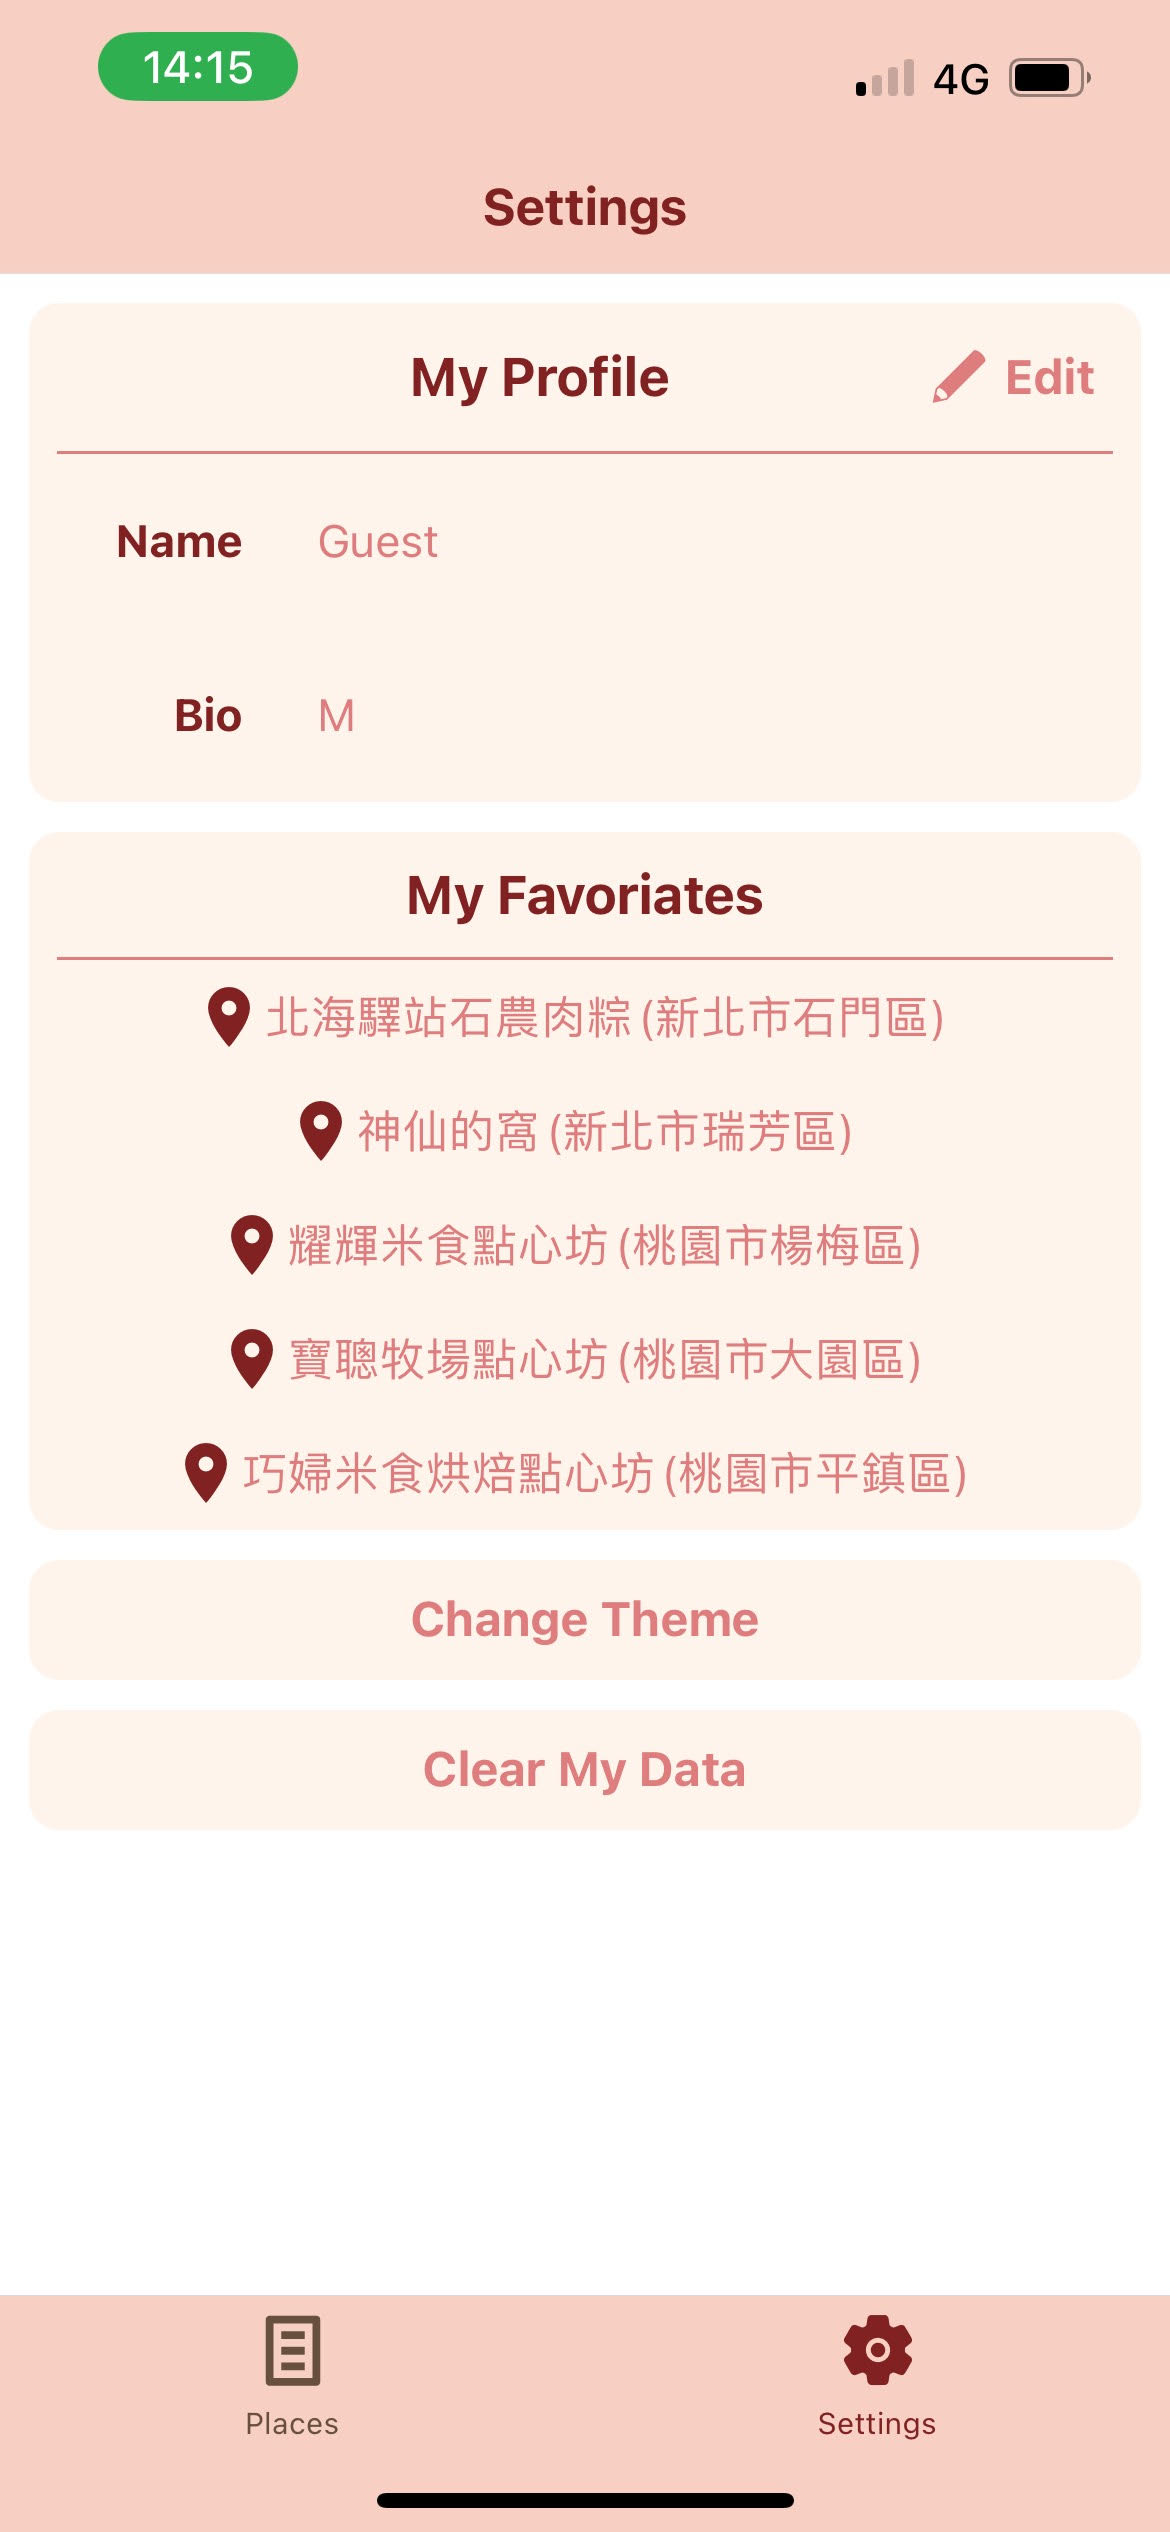 14:15
4G
Settings
My Profile
Edit
Name Guest
Bio M
My Favoriates
北海驛站石農肉粽 (新北市石門區)
神仙的窩 (新北市瑞芳區)
耀輝米食點心坊 (桃園市楊梅區)
寶聰牧場點心坊 (桃園市大園區)
巧婦米食烘焙點心坊 (桃園市平鎮區)
Change Theme
Clear My Data
Places
Settings